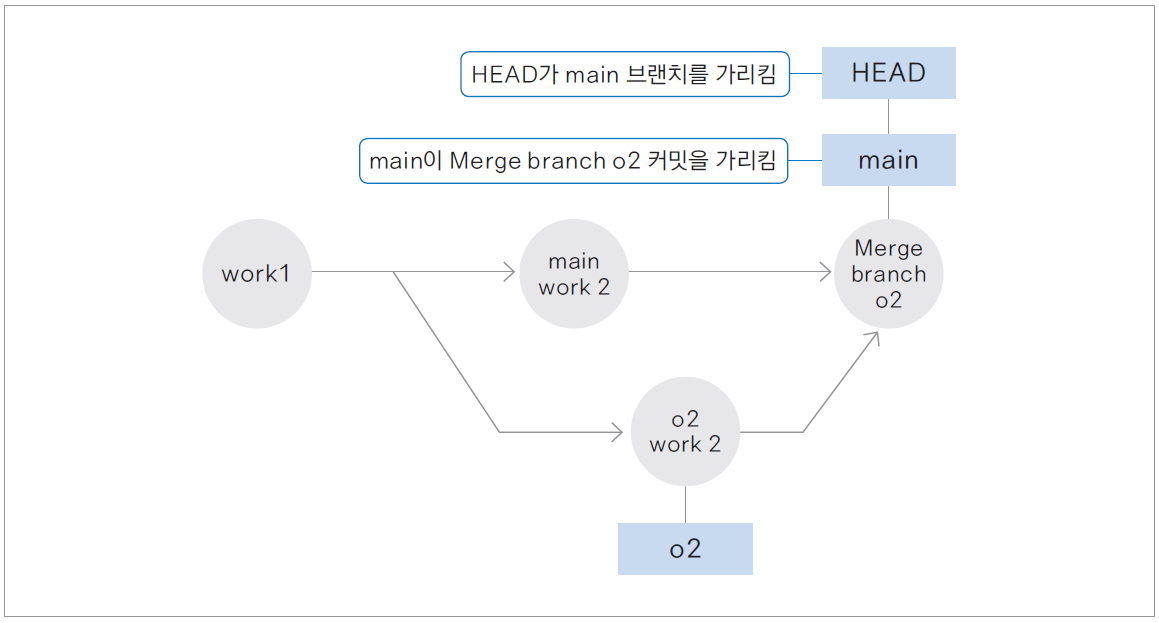 HEAD가 main 브랜치를 가리킴
HEAD
main이 Merge branch o2 커밋을 가리킴
main
work1
main
work 2
Merge
branch
o2
o2
work 2
o2